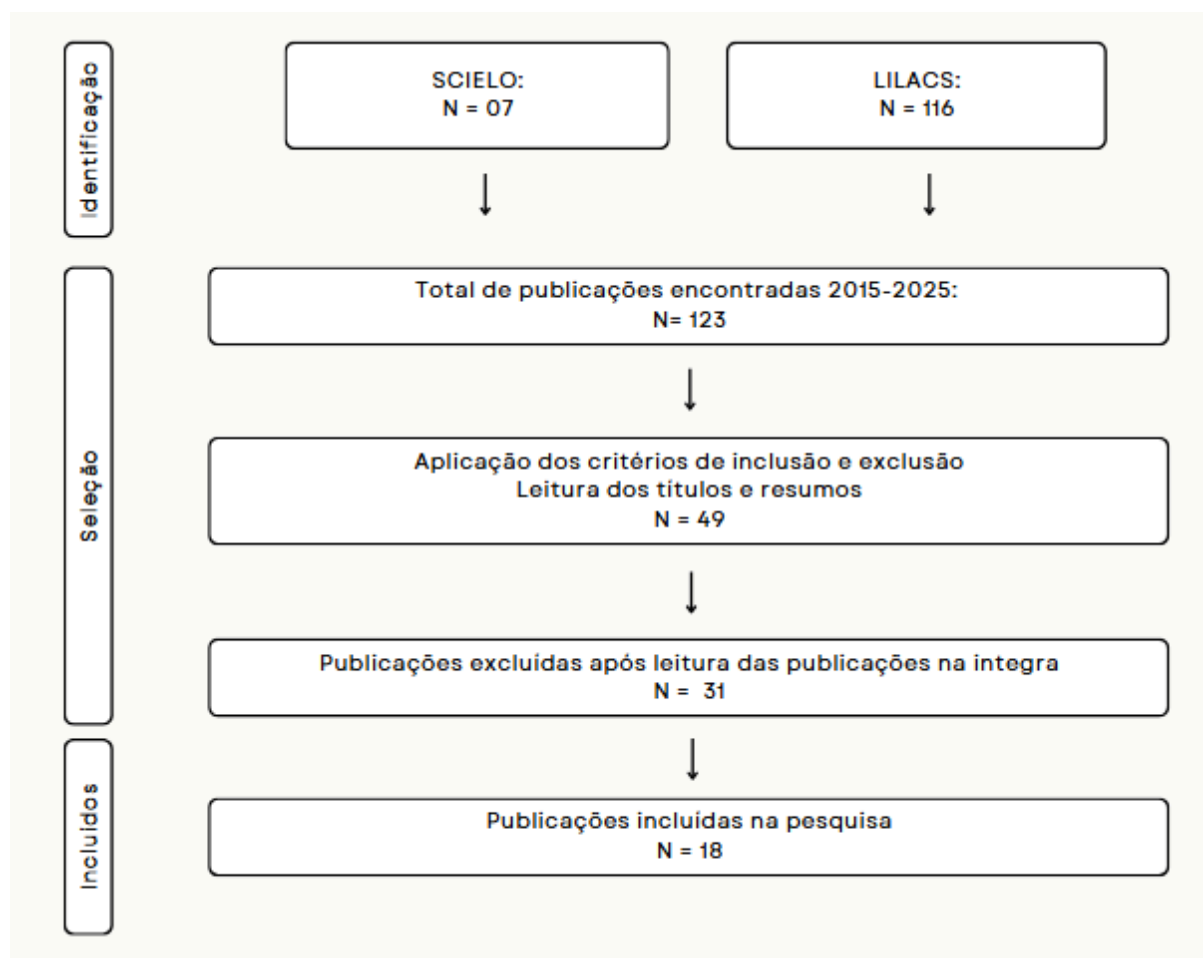 Identificação
SCIELO:
N = 07
LILACS:
N = 116
Seleção
Total de publicações encontradas 2015-2025:
N= 123
Aplicação dos critérios de inclusão e exclusão
Leitura dos títulos e resumos
N = 49
Publicações excluídas após leitura das publicações na integra
N = 31
Incluídos
Publicações incluídas na pesquisa
N = 18